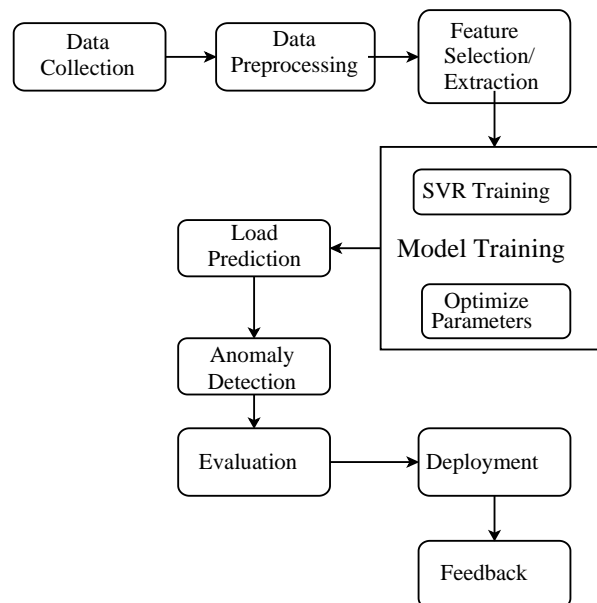 Data
Collection
Data
Preprocessing
Feature
Selection/
Extraction
SVR Training
Model Training
Optimize
Parameters
Load
Prediction
Anomaly
Detection
Evaluation
Deployment
Feedback